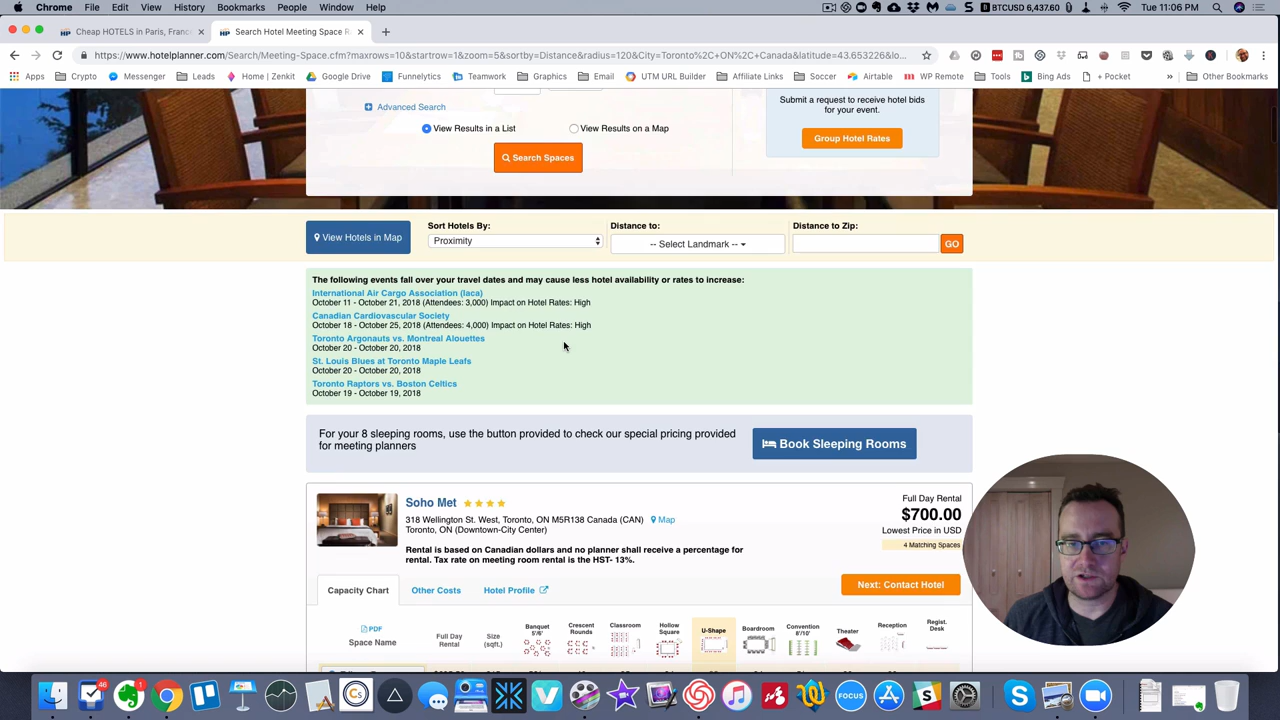 Chrome File Edit View History Bookmarks People Window Help
BTCUSD 6,437.60
Tue 11:06 PM
Cheap HOTELS in Paris, Franc
Search Hotel Meeting Space R
https://www.hotelplanner.com/Search/Meeting-Space.cfm?maxrows=10&startrow=1&zoom=5&sortby=Distance&radius=120&City=Toronto%2C+ON+%2C+Canada&latitude=43.653226&lo...
Apps Crypto Messenger Leads Home | Zenkit Google Drive Funnelytics Teamwork Graphics Email UTM URL Builder Affiliate Links Soccer Airtable WP Remote Tools Bing Ads + Pocket » Other Bookmarks
Advanced Search
View Results in a List
View Results on a Map
Search Spaces
Submit a request to receive hotel bids
for your event.
Group Hotel Rates
View Hotels in Map
Sort Hotels By:
Proximity
Distance to:
-- Select Landmark --
Distance to Zip:
GO
The following events fall over your travel dates and may cause less hotel availability or rates to increase:
International Air Cargo Association (Iaca)
October 11 - October 21, 2018 (Attendees: 3,000) Impact on Hotel Rates: High
Canadian Cardiovascular Society
October 18 - October 25, 2018 (Attendees: 4,000) Impact on Hotel Rates: High
Toronto Argonauts vs. Montreal Alouettes
October 20 - October 20, 2018
St. Louis Blues at Toronto Maple Leafs
October 20 - October 20, 2018
Toronto Raptors vs. Boston Celtics
October 19 - October 19, 2018
For your 8 sleeping rooms, use the button provided to check our special pricing provided
for meeting planners
Book Sleeping Rooms
Soho Met
318 Wellington St. West, Toronto, ON M5R138 Canada (CAN) Map
Toronto, ON (Downtown-City Center)
Full Day Rental
$700.00
Lowest Price in USD
4 Matching Spaces
Rental is based on Canadian dollars and no planner shall receive a percentage for
rental. Tax rate on meeting room rental is the HST- 13%.
Next: Contact Hotel
Capacity Chart
Other Costs
Hotel Profile
PDF
Space Name
Full Day
Rental
Size
(sqft.)
Banquet
5'/6'
Crescent
Rounds
Classroom
Hollow
Square
U-Shape
Boardroom
Convention
8'/10'
Theater
Reception
Regist.
Desk
46
1
FOCUS